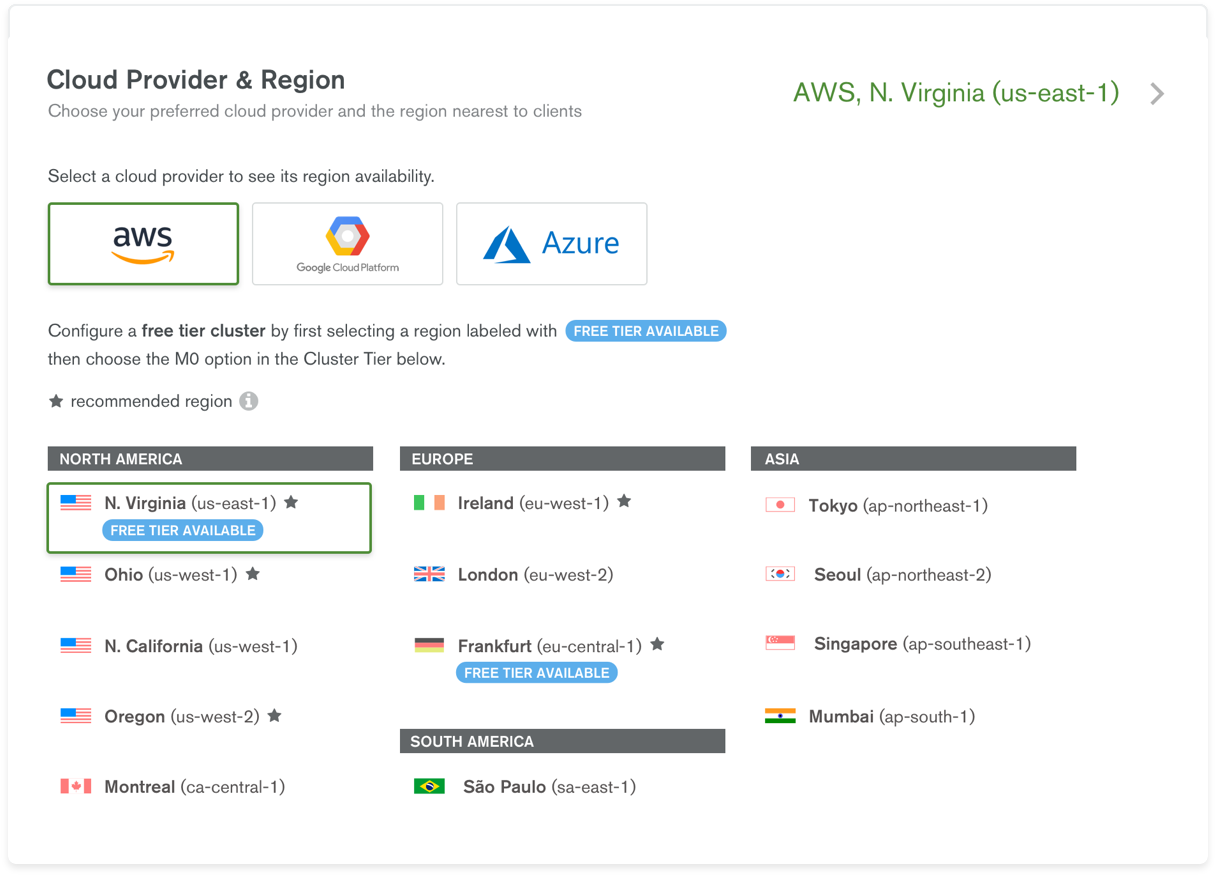 Cloud Provider & Region
Choose your preferred cloud provider and the region nearest to clients
AWS, N. Virginia (us-east-1)
Select a cloud provider to see its region availability.
aws
Google Cloud Platform
Azure
Configure a free tier cluster by first selecting a region labeled with FREE TIER AVAILABLE
then choose the M0 option in the Cluster Tier below.
★ recommended region i
NORTH AMERICA
N. Virginia (us-east-1) ★
FREE TIER AVAILABLE
Ohio (us-west-1) ★
N. California (us-west-1)
Oregon (us-west-2) ★
Montreal (ca-central-1)
EUROPE
Ireland (eu-west-1) ★
London (eu-west-2)
Frankfurt (eu-central-1) ★
FREE TIER AVAILABLE
SOUTH AMERICA
São Paulo (sa-east-1)
ASIA
Tokyo (ap-northeast-1)
Seoul (ap-northeast-2)
Singapore (ap-southeast-1)
Mumbai (ap-south-1)